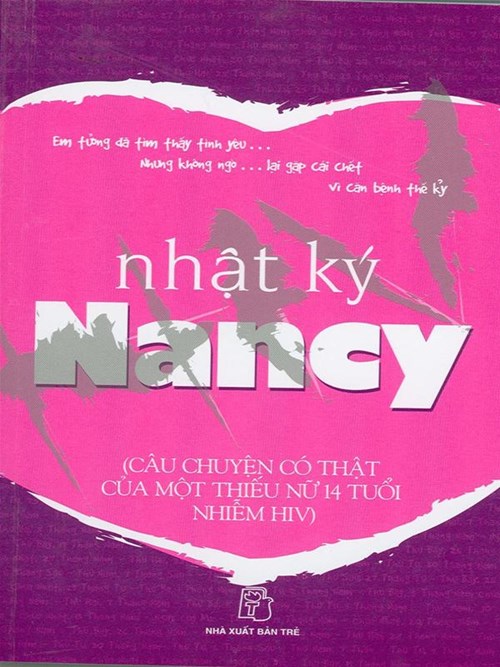 Em tưởng đã tìm thấy tình yêu...
Nhưng không ngờ... lại gặp cái chết
Vì căn bệnh thế kỷ
nhật ký
Nancy
(CÂU CHUYỆN CÓ THẬT
CỦA MỘT THIẾU NỮ 14 TUỔI
NHIỄM HIV)
NHÀ XUẤT BẢN TRẺ